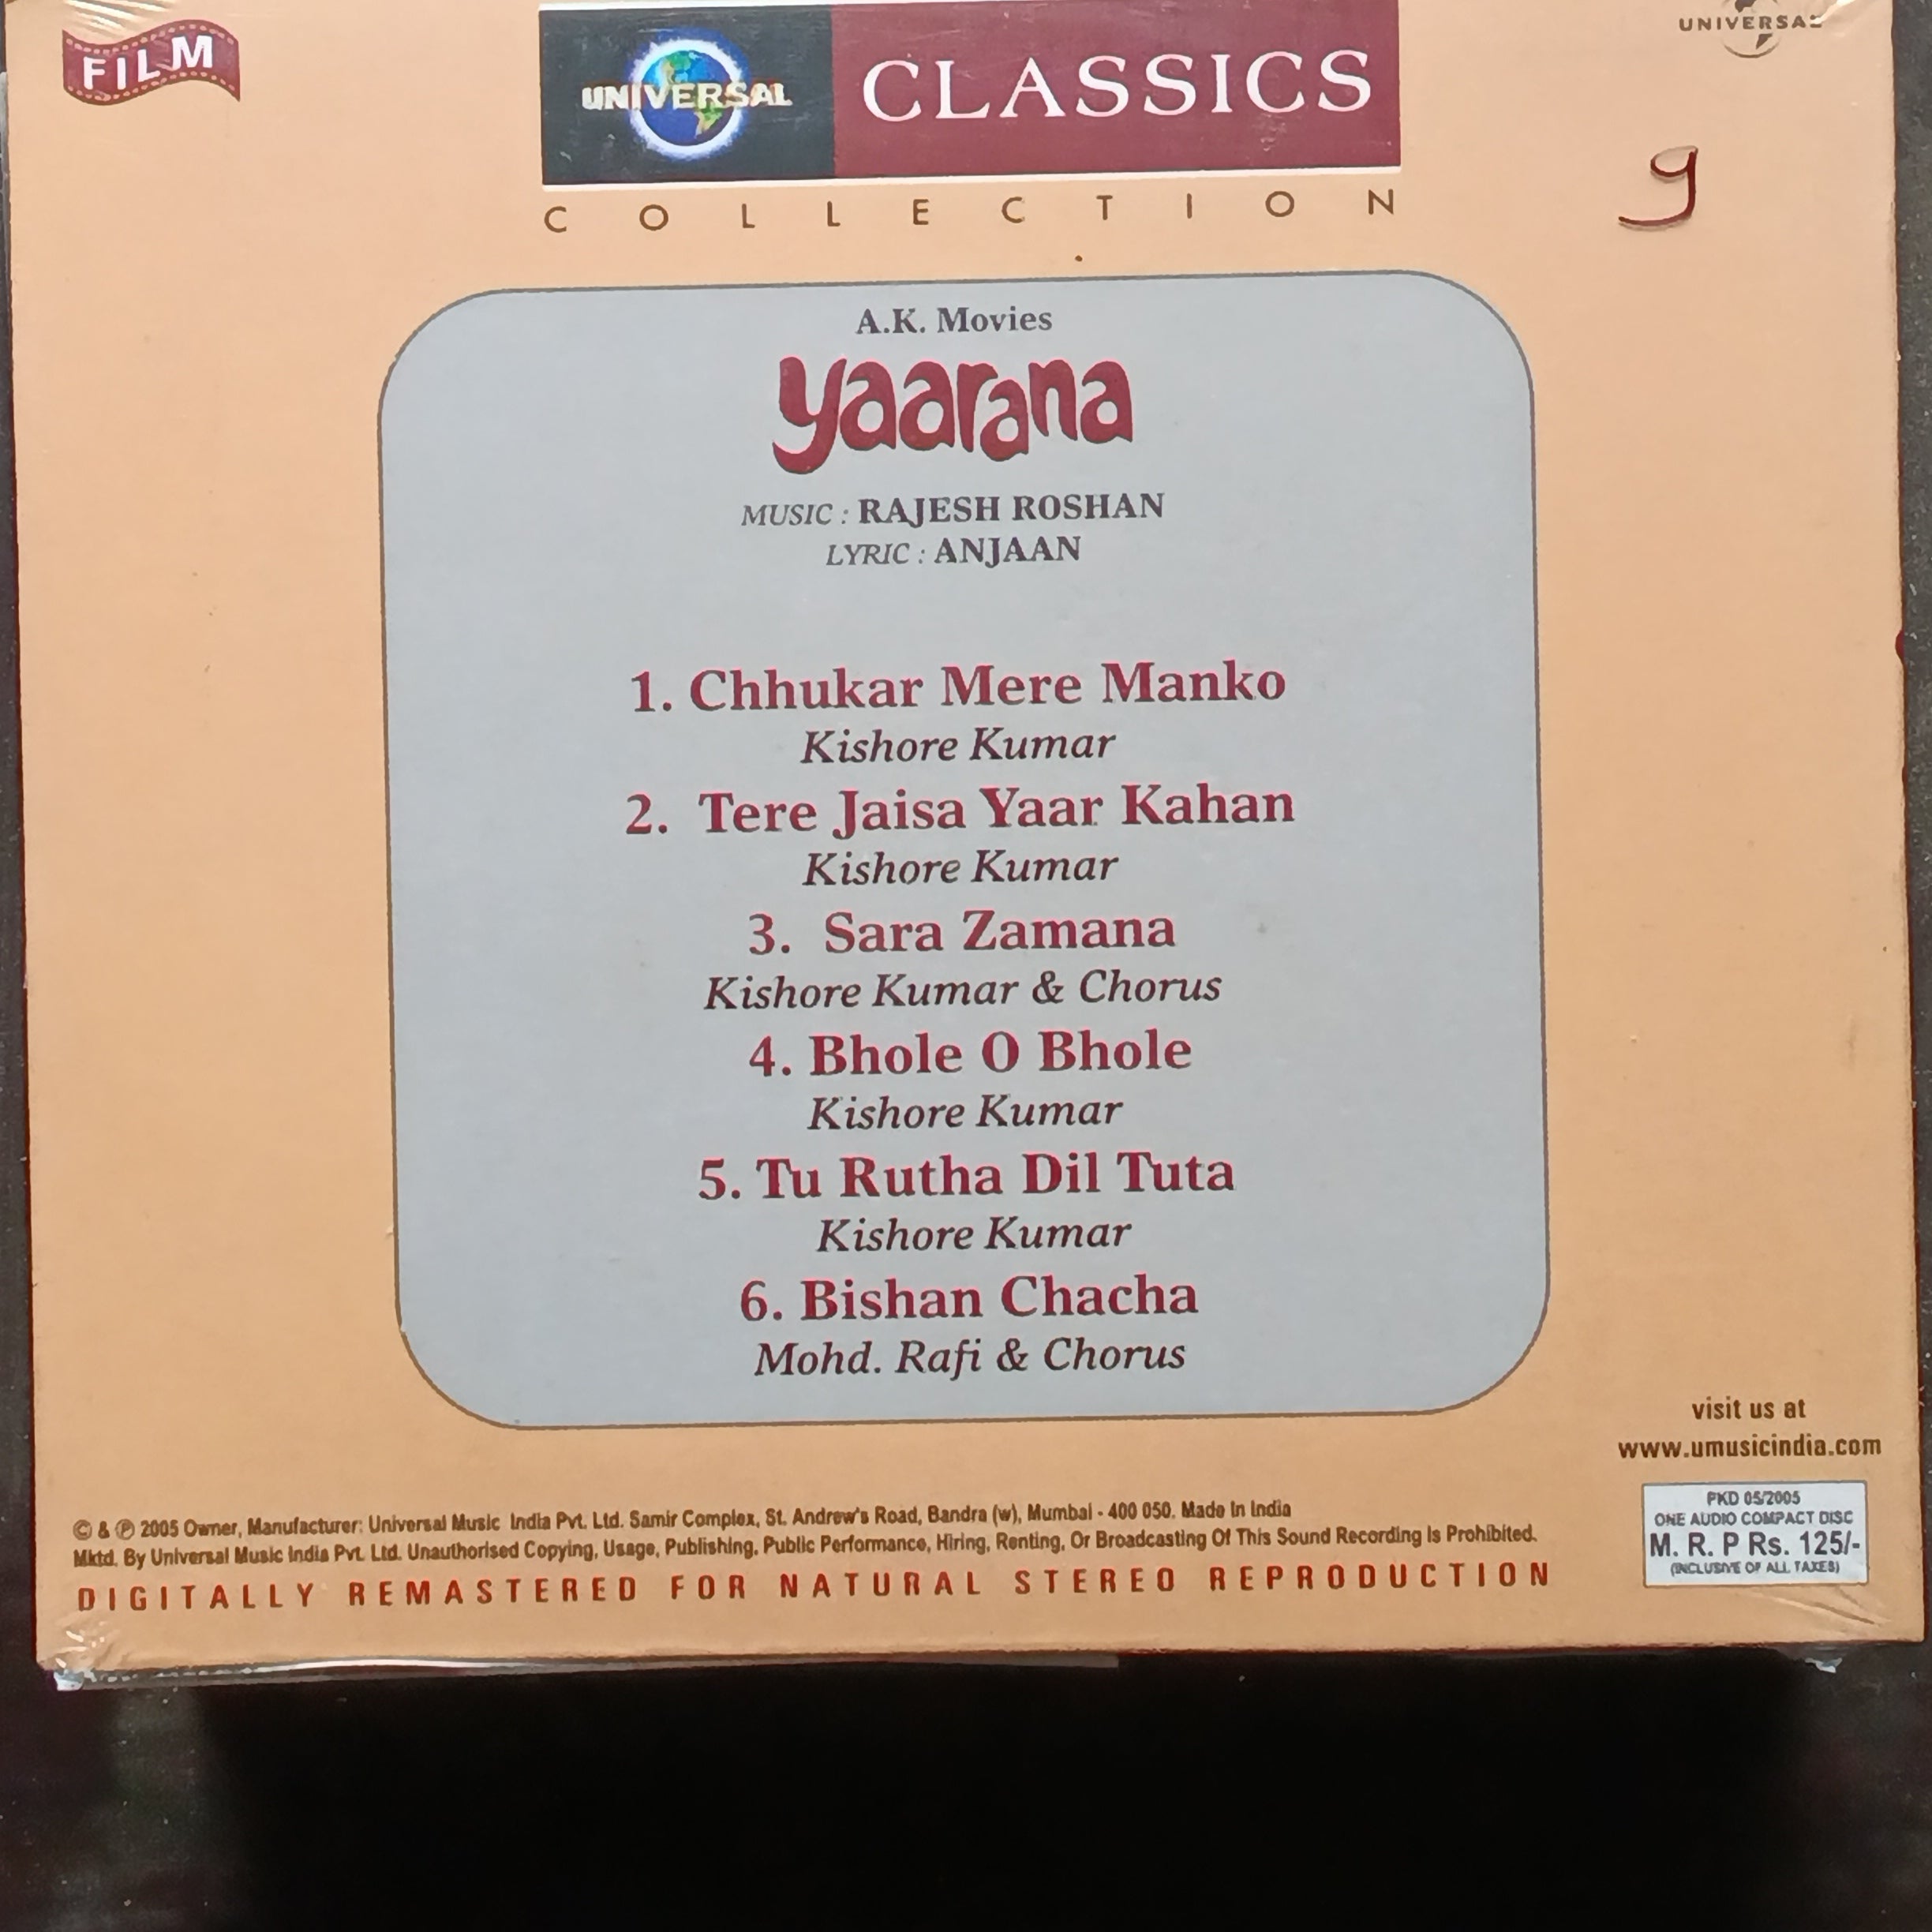 FILM
UNIVERSAL
CLASSICS
UNIVERSAL
COLLECTION
9
A.K. Movies
yaarana
MUSIC : RAJESH ROSHAN
LYRIC : ANJAAN
1. Chhukar Mere Manko
Kishore Kumar
2. Tere Jaisa Yaar Kahan
Kishore Kumar
3. Sara Zamana
Kishore Kumar & Chorus
4. Bhole O Bhole
Kishore Kumar
5. Tu Rutha Dil Tuta
Kishore Kumar
6. Bishan Chacha
Mohd. Rafi & Chorus
visit us at
www.umusicindia.com
© & ℗ 2005 Owner, Manufacturer: Universal Music India Pvt. Ltd. Samir Complex, St. Andrew's Road, Bandra (w), Mumbai - 400 050. Made In India
Mktd. By Universal Music India Pvt. Ltd. Unauthorised Copying, Usage, Publishing, Public Performance, Hiring, Renting, Or Broadcasting Of This Sound Recording Is Prohibited.
DIGITALLY REMASTERED FOR NATURAL STEREO REPRODUCTION
PKD 05/2005
ONE AUDIO COMPACT DISC
M. R. P Rs. 125/-
(INCLUSIVE OF ALL TAXES)